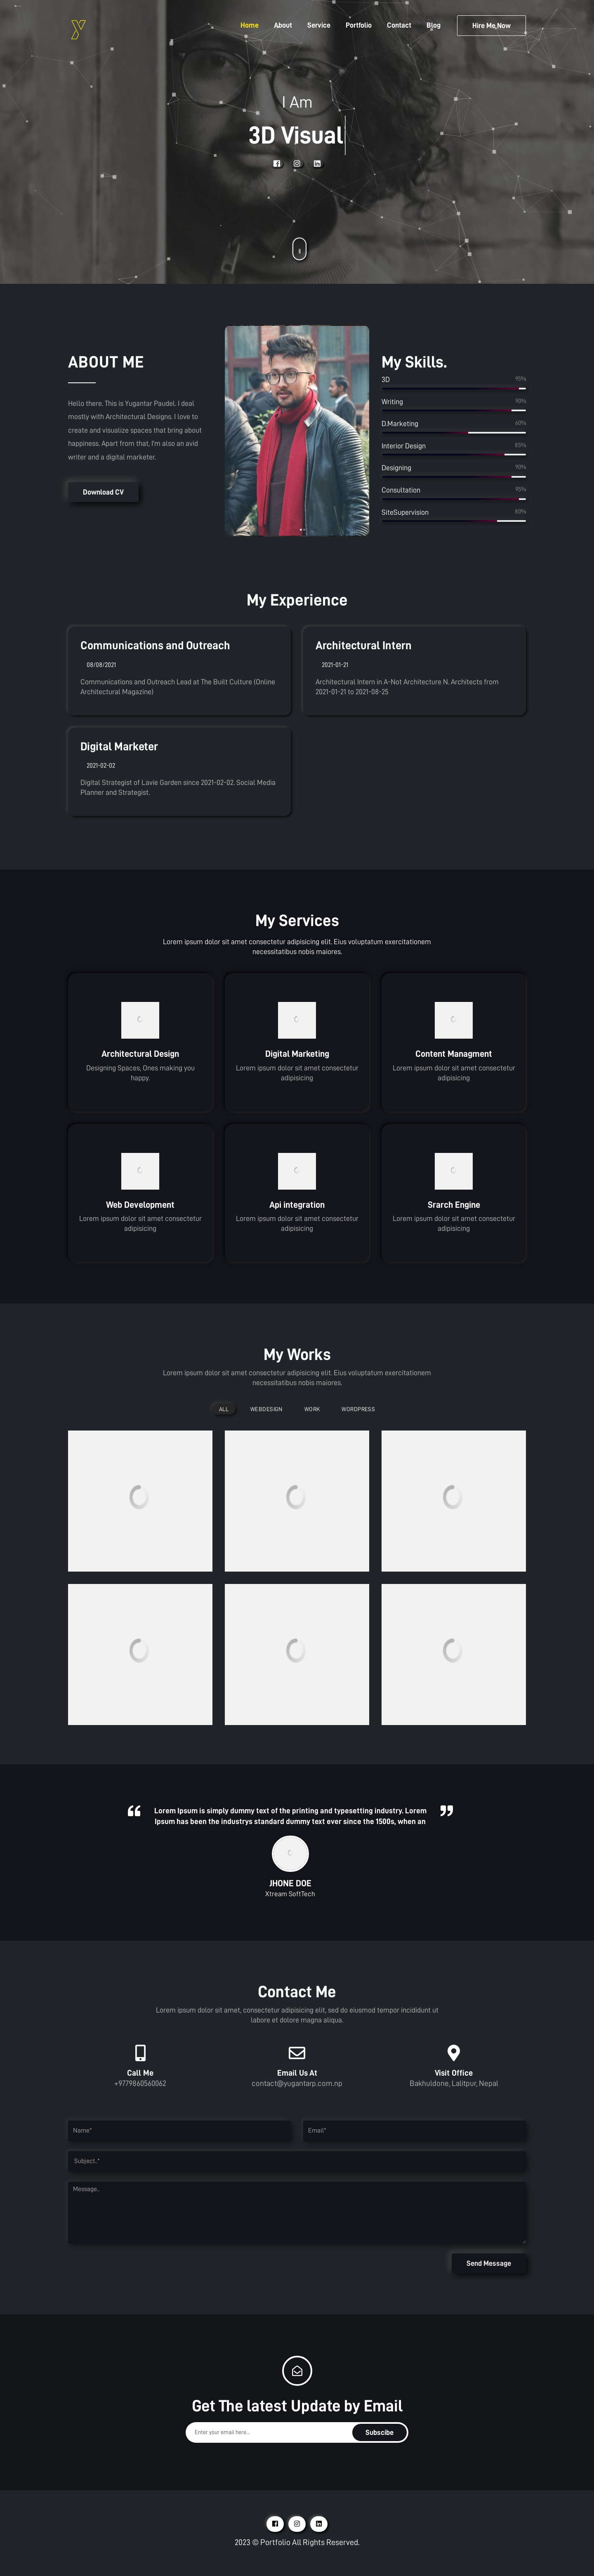 Home About Service Portfolio Contact Blog Hire Me Now
I Am
3D Visual
ABOUT ME
Hello there. This is Yugantar Paudel. I deal
mostly with Architectural Designs. I love to
create and visualize spaces that bring about
happiness. Apart from that, I'm also an avid
writer and a digital marketer.
Download CV
My Skills.
3D 95%
Writing 90%
D.Marketing 60%
Interior Design 85%
Designing 90%
Consultation 95%
SiteSupervision 80%
My Experience
Communications and Outreach
08/08/2021
Communications and Outreach Lead at The Built Culture (Online
Architectural Magazine)
Architectural Intern
2021-01-21
Architectural Intern in A-Not Architecture N. Architects from
2021-01-21 to 2021-08-25
Digital Marketer
2021-02-02
Digital Strategist of Lavie Garden since 2021-02-02. Social Media
Planner and Strategist.
My Services
Lorem ipsum dolor sit amet consectetur adipisicing elit. Eius voluptatum exercitationem
necessitatibus nobis maiores.
Architectural Design
Designing Spaces, Ones making you
happy.
Digital Marketing
Lorem ipsum dolor sit amet consectetur
adipisicing
Content Managment
Lorem ipsum dolor sit amet consectetur
adipisicing
Web Development
Lorem ipsum dolor sit amet consectetur
adipisicing
Api integration
Lorem ipsum dolor sit amet consectetur
adipisicing
Srarch Engine
Lorem ipsum dolor sit amet consectetur
adipisicing
My Works
Lorem ipsum dolor sit amet consectetur adipisicing elit. Eius voluptatum exercitationem
necessitatibus nobis maiores.
ALL WEBDESIGN WORK WORDPRESS
Lorem Ipsum is simply dummy text of the printing and typesetting industry. Lorem
Ipsum has been the industrys standard dummy text ever since the 1500s, when an
JHONE DOE
Xtream SoftTech
Contact Me
Lorem ipsum dolor sit amet, consectetur adipisicing elit, sed do eiusmod tempor incididunt ut
labore et dolore magna aliqua.
Call Me
+9779860560062
Email Us At
contact@yugantarp.com.np
Visit Office
Bakhuldone, Lalitpur, Nepal
Name*
Email*
Subject..*
Message..
Send Message
Get The latest Update by Email
Enter your email here...
Subscibe
2023 © Portfolio All Rights Reserved.